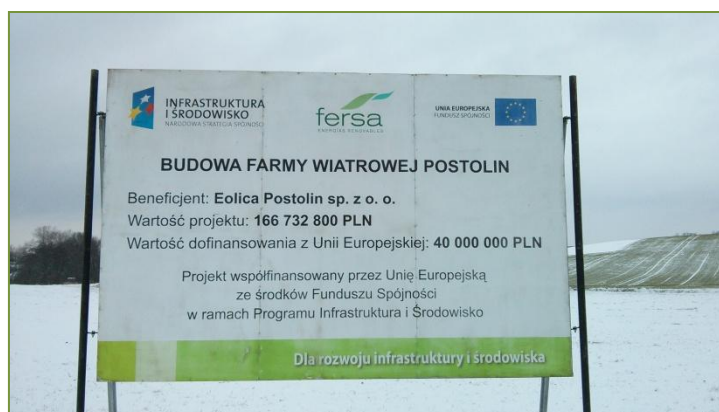 INFRASTRUKTURA
I ŚRODOWISKO
NARODOWA STRATEGIA SPÓJNOŚCI
fersa
ENERGÍAS RENOVABLES
UNIA EUROPEJSKA
FUNDUSZ SPÓJNOŚCI
BUDOWA FARMY WIATROWEJ POSTOLIN
Beneficjent: Eolica Postolin sp. z o. o.
Wartość projektu: 166 732 800 PLN
Wartość dofinansowania z Unii Europejskiej: 40 000 000 PLN
Projekt współfinansowany przez Unię Europejską
ze środków Funduszu Spójności
w ramach Programu Infrastruktura i Środowisko
Dla rozwoju infrastruktury i środowiska